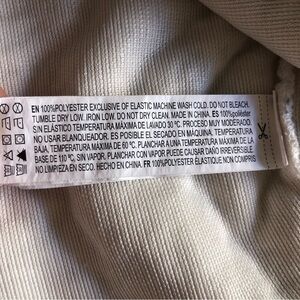 EN 100%POLYESTER EXCLUSIVE OF ELASTIC MACHINE WASH COLD. DO NOT BLEACH.
TUMBLE DRY LOW. IRON LOW. DO NOT DRY CLEAN. MADE IN CHINA. ES 100%poliéster
SIN ELÁSTICO TEMPERATURA MÁXIMA DE LAVADO 30 ºC. PROCESO MUY MODERADO.
NO USAR BLANQUEADOR. ES POSIBLE EL SECADO EN MÁQUINA, TEMPERATURA
BAJA, TEMPERATURA MÁXIMA DE 60 ºC. PLANCHAR A UNA TEMPERATURA MÁXIMA DE LA
BASE DE 110 ºC, SIN VAPOR. PLANCHAR CON VAPOR PUEDE CAUSAR DAÑO IRREVERSIBLE.
NO LIMPIEZA EN SECO. HECHO EN CHINA. FR 100%POLYESTER ÉLASTIQUE NON COMPRIS